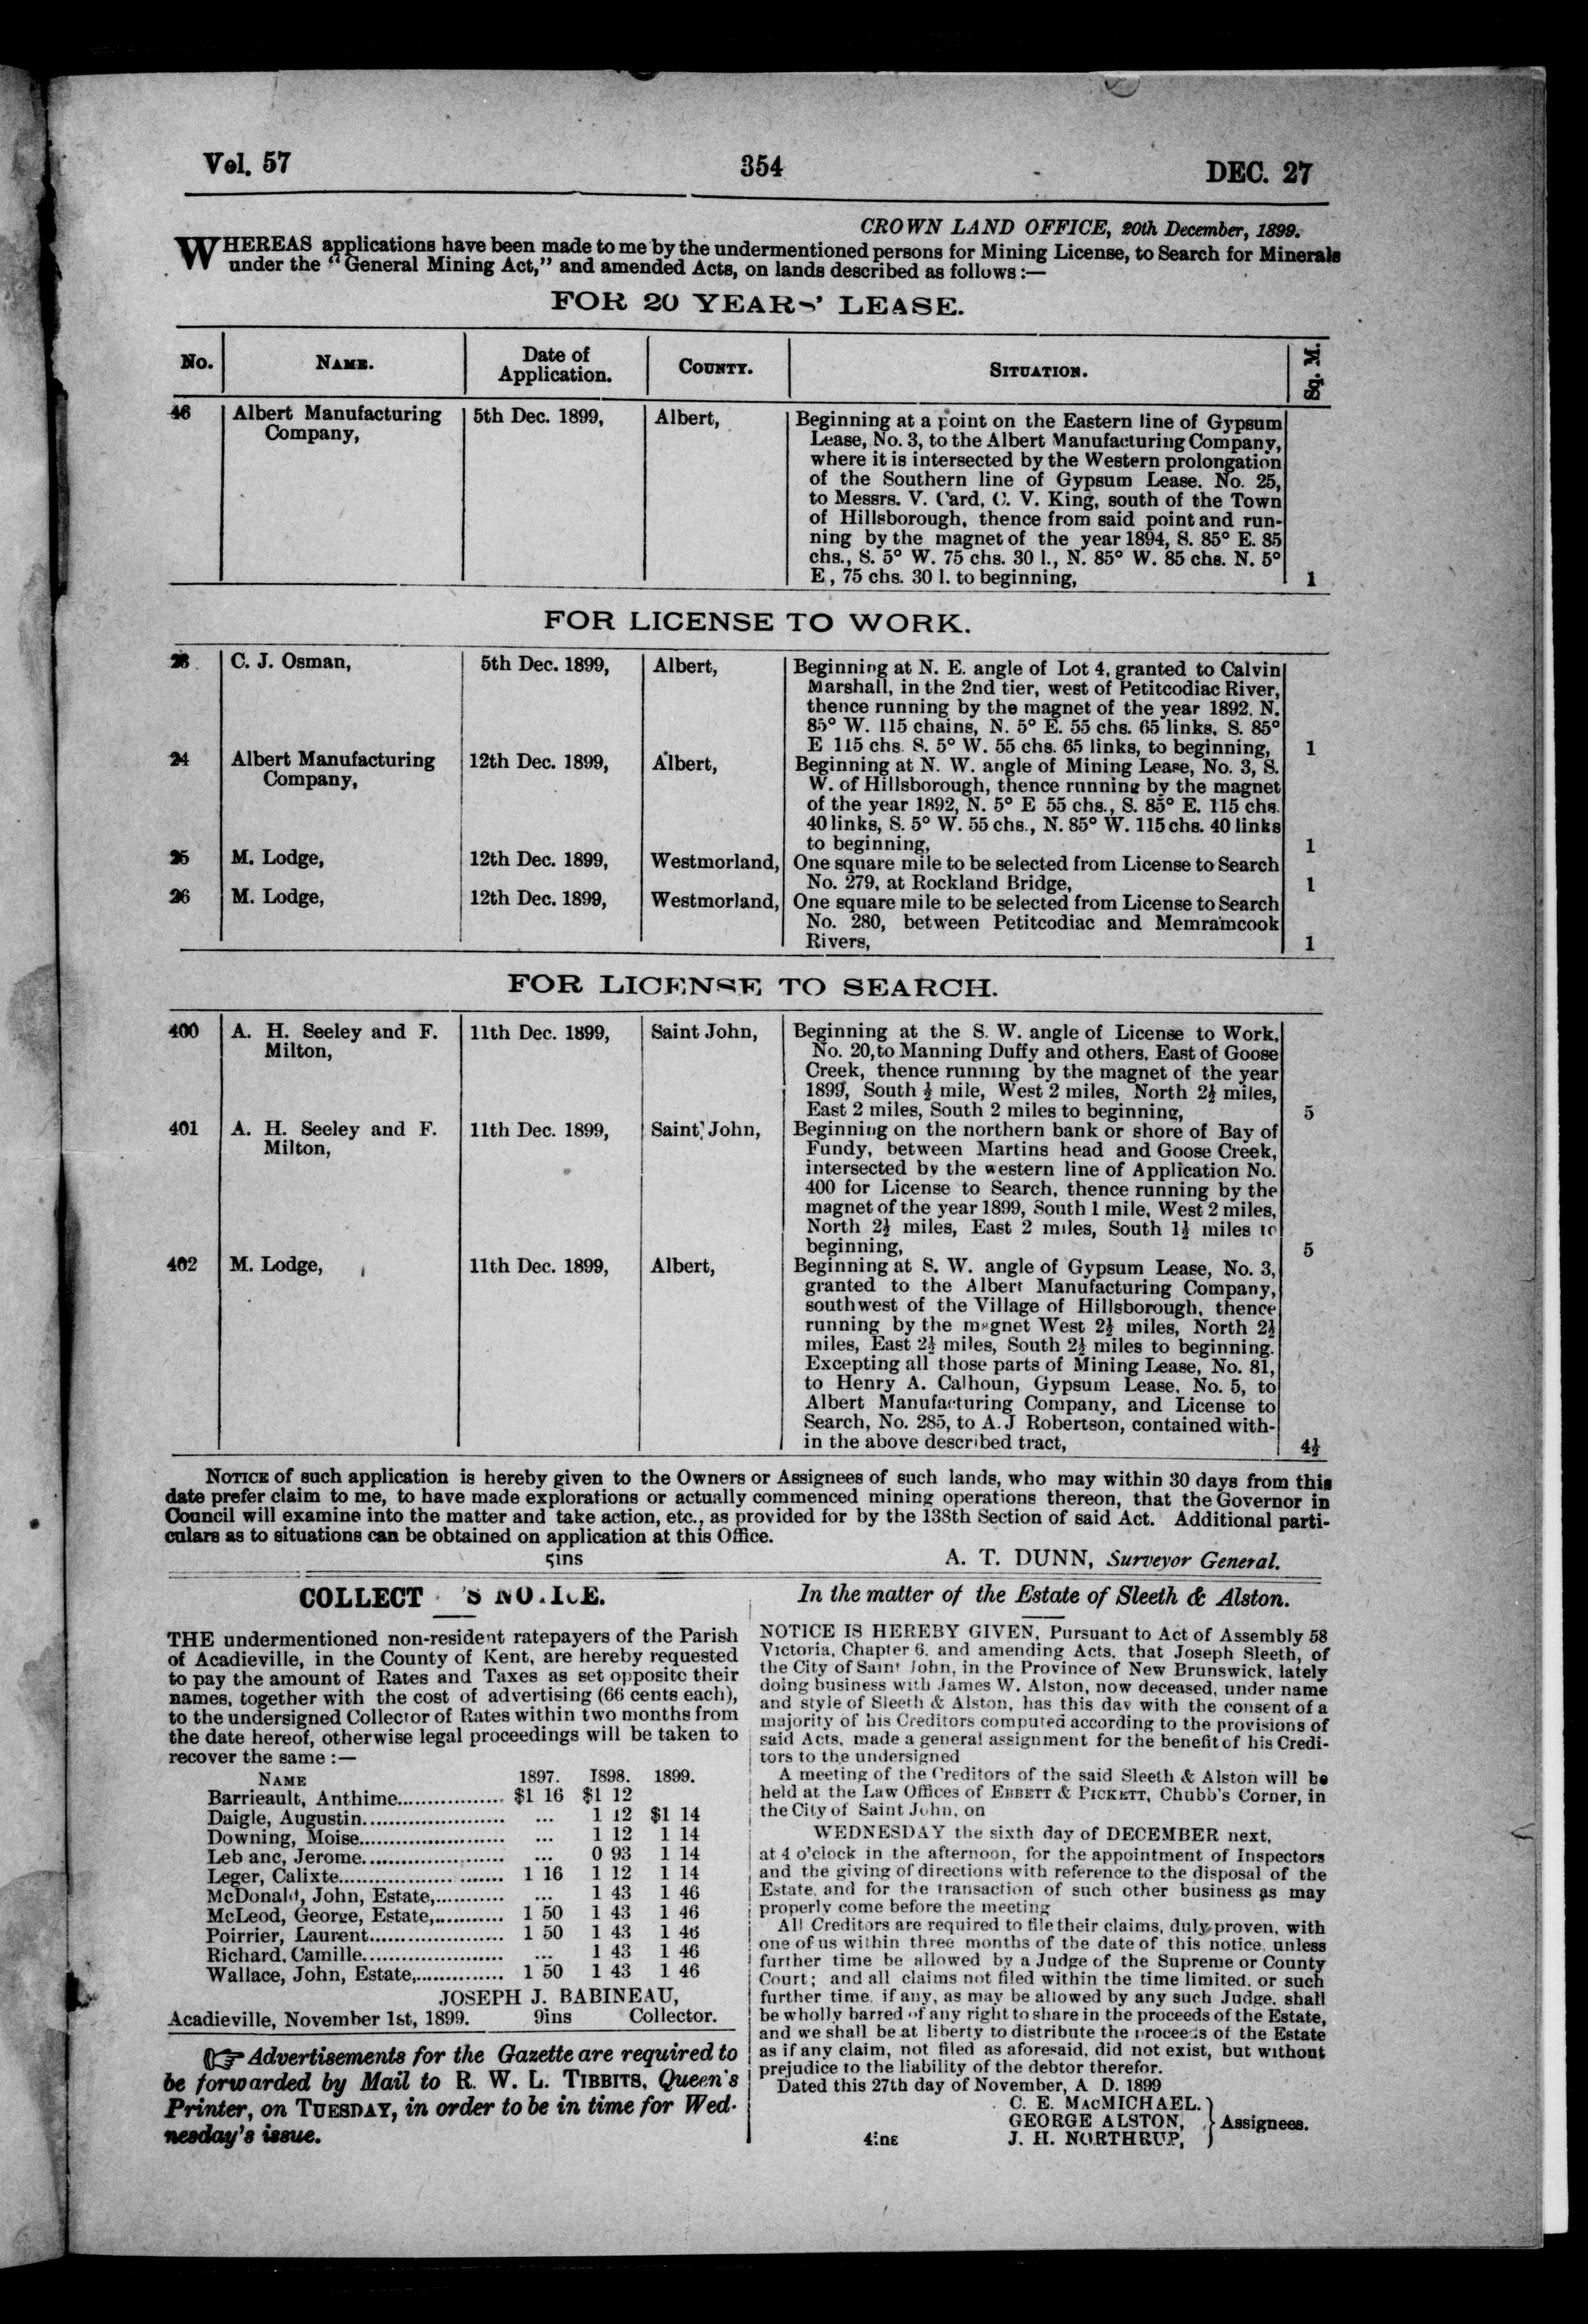 Vol. 57 354 DEC. 27
CROWN LAND OFFICE, 20th December, 1899.
WHEREAS applications have been made to me by the undermentioned persons for Mining License, to Search for Minerals
under the "General Mining Act," and amended Acts, on lands described as follows:—
FOR 20 YEARS' LEASE.
No. NAME. Date of Application. COUNTY. SITUATION. Sq. M.
46 Albert Manufacturing Company, 5th Dec. 1899, Albert,
Beginning at a point on the Eastern line of Gypsum
Lease, No. 3, to the Albert Manufacturing Company,
where it is intersected by the Western prolongation
of the Southern line of Gypsum Lease. No. 25,
to Messrs. V. Card, C. V. King, south of the Town
of Hillsborough, thence from said point and run-
ning by the magnet of the year 1894, S. 85° E. 85
chs., S. 5° W. 75 chs. 30 l., N. 85° W. 85 chs. N. 5°
E, 75 chs. 30 l. to beginning, 1
FOR LICENSE TO WORK.
23 C. J. Osman, 5th Dec. 1899, Albert,
Beginning at N. E. angle of Lot 4, granted to Calvin
Marshall, in the 2nd tier, west of Petitcodiac River,
thence running by the magnet of the year 1892. N.
85° W. 115 chains, N. 5° E. 55 chs. 65 links, S. 85°
E 115 chs. S. 5° W. 55 chs. 65 links, to beginning, 1
24 Albert Manufacturing Company, 12th Dec. 1899, Albert,
Beginning at N. W. angle of Mining Lease, No. 3, S.
W. of Hillsborough, thence running by the magnet
of the year 1892, N. 5° E 55 chs., S. 85° E. 115 chs.
40 links, S. 5° W. 55 chs., N. 85° W. 115 chs. 40 links
to beginning, 1
25 M. Lodge, 12th Dec. 1899, Westmorland,
One square mile to be selected from License to Search
No. 279, at Rockland Bridge, 1
26 M. Lodge, 12th Dec. 1899, Westmorland,
One square mile to be selected from License to Search
No. 280, between Petitcodiac and Memramcook
Rivers, 1
FOR LICENSE TO SEARCH.
400 A. H. Seeley and F. Milton, 11th Dec. 1899, Saint John,
Beginning at the S. W. angle of License to Work,
No. 20, to Manning Duffy and others, East of Goose
Creek, thence running by the magnet of the year
1899, South ½ mile, West 2 miles, North 2½ miles,
East 2 miles, South 2 miles to beginning, 5
401 A. H. Seeley and F. Milton, 11th Dec. 1899, Saint John,
Beginning on the northern bank or shore of Bay of
Fundy, between Martins head and Goose Creek,
intersected by the western line of Application No.
400 for License to Search, thence running by the
magnet of the year 1899, South 1 mile, West 2 miles,
North 2½ miles, East 2 miles, South 1½ miles to
beginning, 5
402 M. Lodge, 11th Dec. 1899, Albert,
Beginning at S. W. angle of Gypsum Lease, No. 3,
granted to the Albert Manufacturing Company,
southwest of the Village of Hillsborough, thence
running by the magnet West 2½ miles, North 2½
miles, East 2½ miles, South 2½ miles to beginning.
Excepting all those parts of Mining Lease, No. 81,
to Henry A. Calhoun, Gypsum Lease, No. 5, to
Albert Manufacturing Company, and License to
Search, No. 285, to A. J Robertson, contained with-
in the above described tract, 4½
NOTICE of such application is hereby given to the Owners or Assignees of such lands, who may within 30 days from this
date prefer claim to me, to have made explorations or actually commenced mining operations thereon, that the Governor in
Council will examine into the matter and take action, etc., as provided for by the 138th Section of said Act. Additional parti-
culars as to situations can be obtained on application at this Office.
5ins A. T. DUNN, Surveyor General.
COLLECT 'S NO.ICE.
THE undermentioned non-resident ratepayers of the Parish
of Acadieville, in the County of Kent, are hereby requested
to pay the amount of Rates and Taxes as set opposite their
names, together with the cost of advertising (66 cents each),
to the undersigned Collector of Rates within two months from
the date hereof, otherwise legal proceedings will be taken to
recover the same:—
NAME 1897. 1898. 1899.
Barrieault, Anthime................. $1 16 $1 12
Daigle, Augustin...................... ... 1 12 $1 14
Downing, Moise...................... ... 1 12 1 14
Leb anc, Jerome...................... ... 0 93 1 14
Leger, Calixte......................... 1 16 1 12 1 14
McDonald, John, Estate,........... ... 1 43 1 46
McLeod, George, Estate,........... 1 50 1 43 1 46
Poirrier, Laurent..................... 1 50 1 43 1 46
Richard, Camille...................... ... 1 43 1 46
Wallace, John, Estate,.............. 1 50 1 43 1 46
JOSEPH J. BABINEAU,
Acadieville, November 1st, 1899. 9ins Collector.
☞ Advertisements for the Gazette are required to
be forwarded by Mail to R. W. L. TIBBITS, Queen's
Printer, on TUESDAY, in order to be in time for Wed-
nesday's issue.
In the matter of the Estate of Sleeth & Alston.
NOTICE IS HEREBY GIVEN, Pursuant to Act of Assembly 58
Victoria, Chapter 6, and amending Acts, that Joseph Sleeth, of
the City of Saint John, in the Province of New Brunswick, lately
doing business with James W. Alston, now deceased, under name
and style of Sleeth & Alston, has this day with the consent of a
majority of his Creditors computed according to the provisions of
said Acts, made a general assignment for the benefit of his Credi-
tors to the undersigned
A meeting of the Creditors of the said Sleeth & Alston will be
held at the Law Offices of EBBETT & PICKETT, Chubb's Corner, in
the City of Saint John, on
WEDNESDAY the sixth day of DECEMBER next,
at 4 o'clock in the afternoon, for the appointment of Inspectors
and the giving of directions with reference to the disposal of the
Estate, and for the transaction of such other business as may
properly come before the meeting
All Creditors are required to file their claims, duly proven, with
one of us within three months of the date of this notice, unless
further time be allowed by a Judge of the Supreme or County
Court; and all claims not filed within the time limited, or such
further time, if any, as may be allowed by any such Judge, shall
be wholly barred of any right to share in the proceeds of the Estate,
and we shall be at liberty to distribute the proceeds of the Estate
as if any claim, not filed as aforesaid, did not exist, but without
prejudice to the liability of the debtor therefor.
Dated this 27th day of November, A D. 1899
C. E. MACMICHAEL.
GEORGE ALSTON, Assignees.
4ins J. H. NORTHRUP,